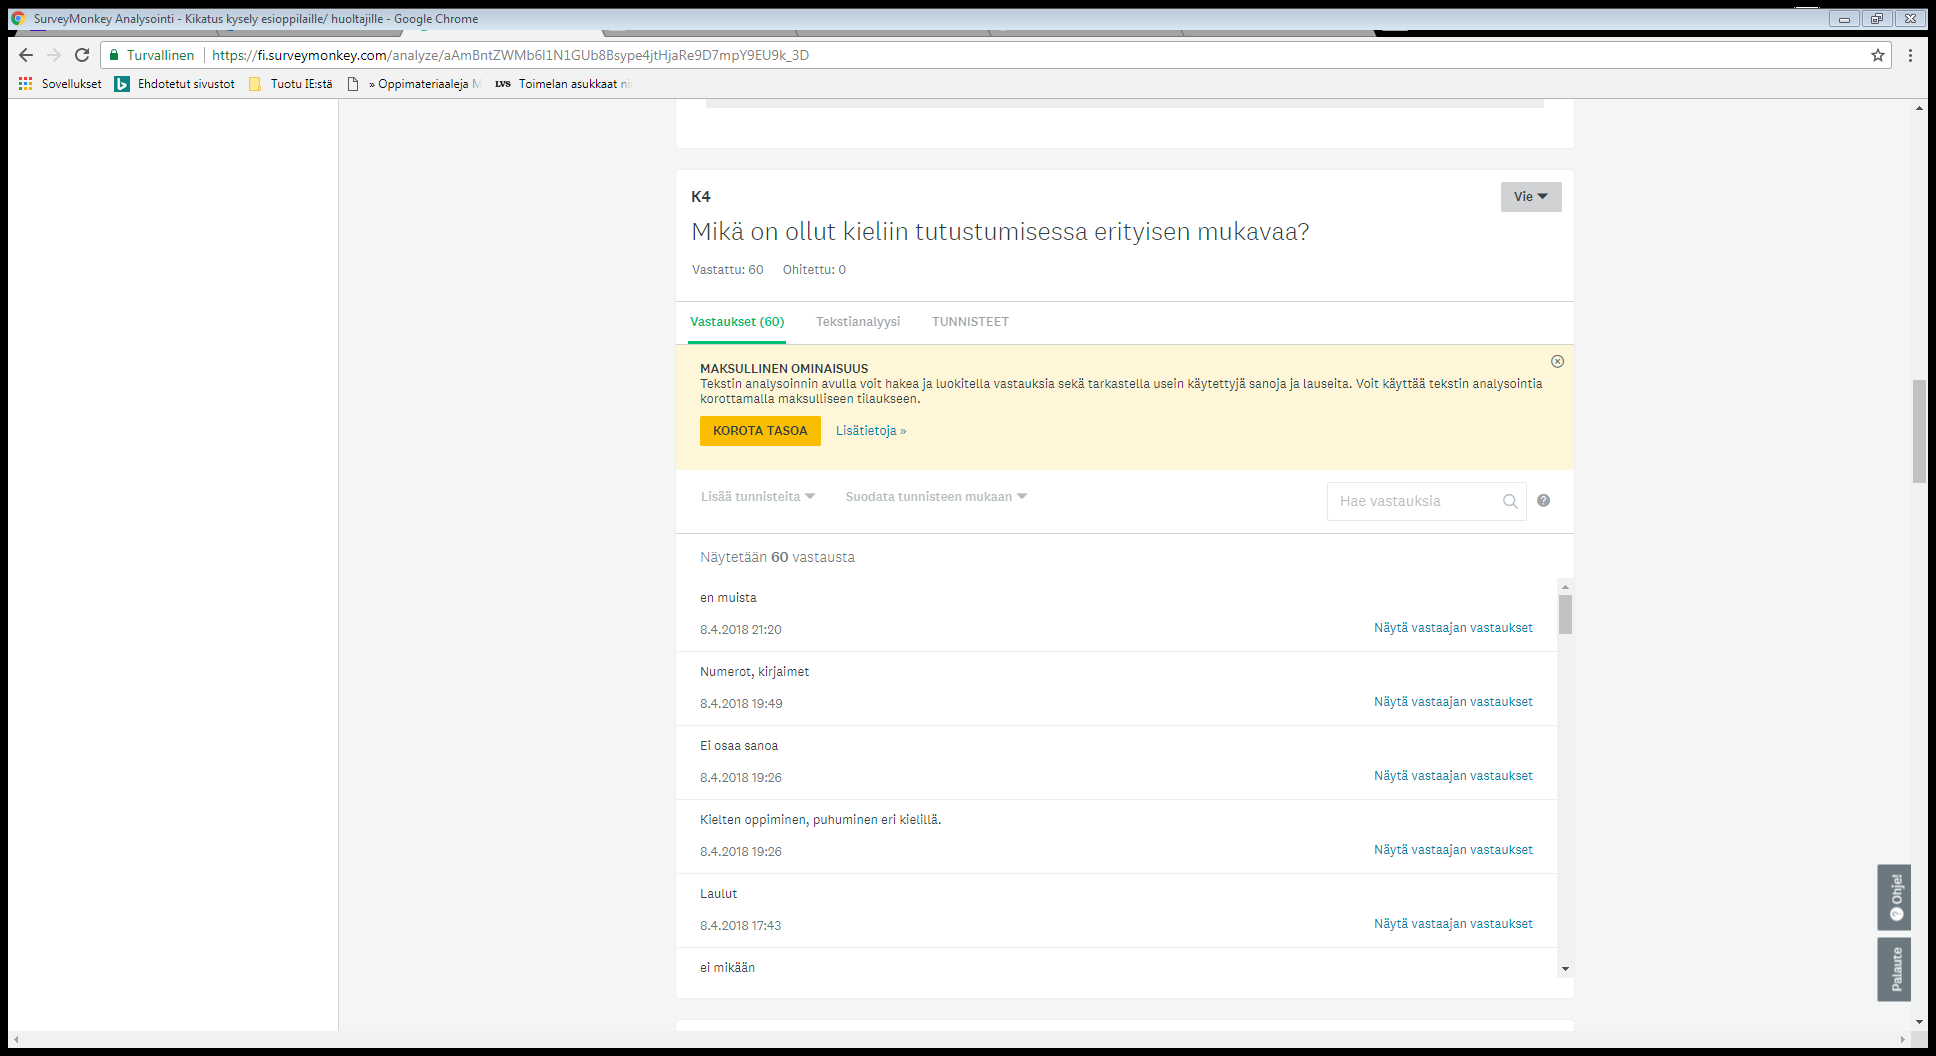 SurveyMonkey Analysointi - Kikatus kysely esioppilaille/ huoltajille - Google Chrome
Turvallinen https://fi.surveymonkey.com/analyze/aAmBntZWMb6I1N1GUb8Bsype4jtHjaRe9D7mpY9EU9k_3D
Sovellukset Ehdotetut sivustot Tuotu IE:stä » Oppimateriaaleja M LVS Toimelan asukkaat
K4
Vie
Mikä on ollut kieliin tutustumisessa erityisen mukavaa?
Vastattu: 60 Ohitettu: 0
Vastaukset (60) Tekstianalyysi TUNNISTEET
MAKSULLINEN OMINAISUUS
Tekstin analysoinnin avulla voit hakea ja luokitella vastauksia sekä tarkastella usein käytettyjä sanoja ja lauseita. Voit käyttää tekstin analysointia
korottamalla maksulliseen tilaukseen.
KOROTA TASOA Lisätietoja »
Lisää tunnisteita Suodata tunnisteen mukaan Hae vastauksia ?
Näytetään 60 vastausta
en muista
8.4.2018 21:20 Näytä vastaajan vastaukset
Numerot, kirjaimet
8.4.2018 19:49 Näytä vastaajan vastaukset
Ei osaa sanoa
8.4.2018 19:26 Näytä vastaajan vastaukset
Kielten oppiminen, puhuminen eri kielillä.
8.4.2018 19:26 Näytä vastaajan vastaukset
Laulut
8.4.2018 17:43 Näytä vastaajan vastaukset
ei mikään
? Ohje!
Palaute